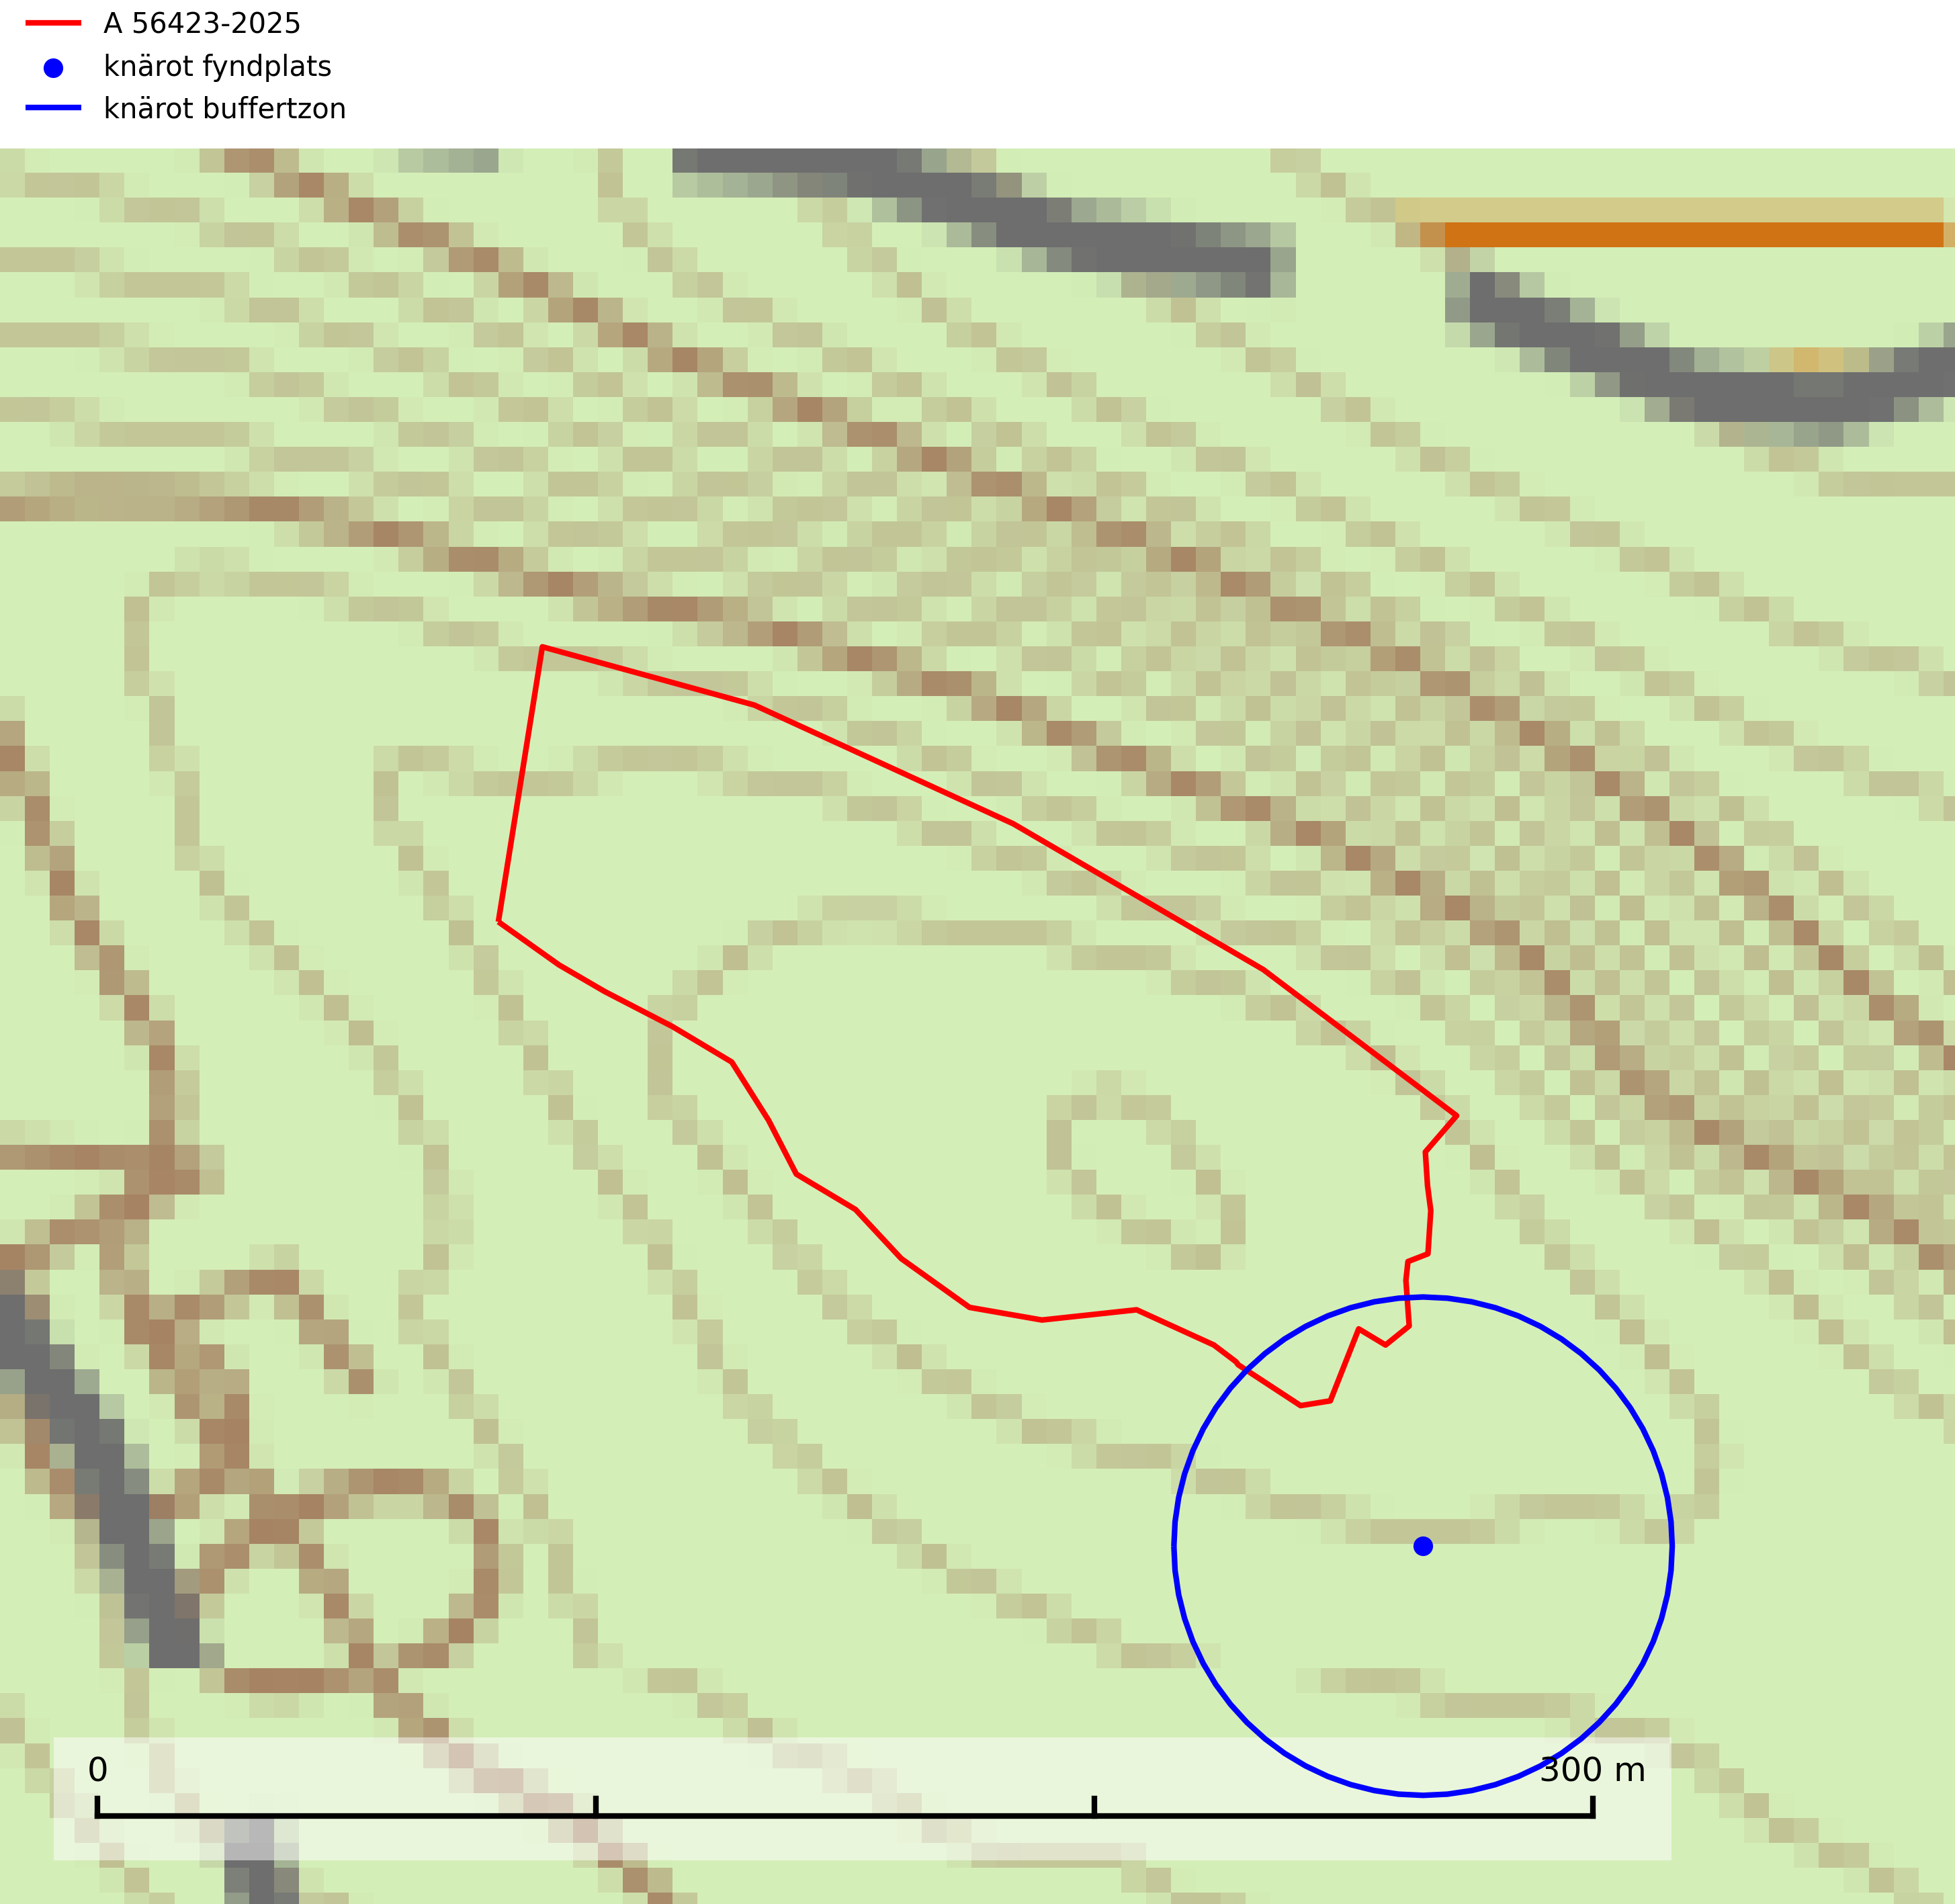 A 56423-2025
knärot fyndplats
knärot buffertzon
0
300 m